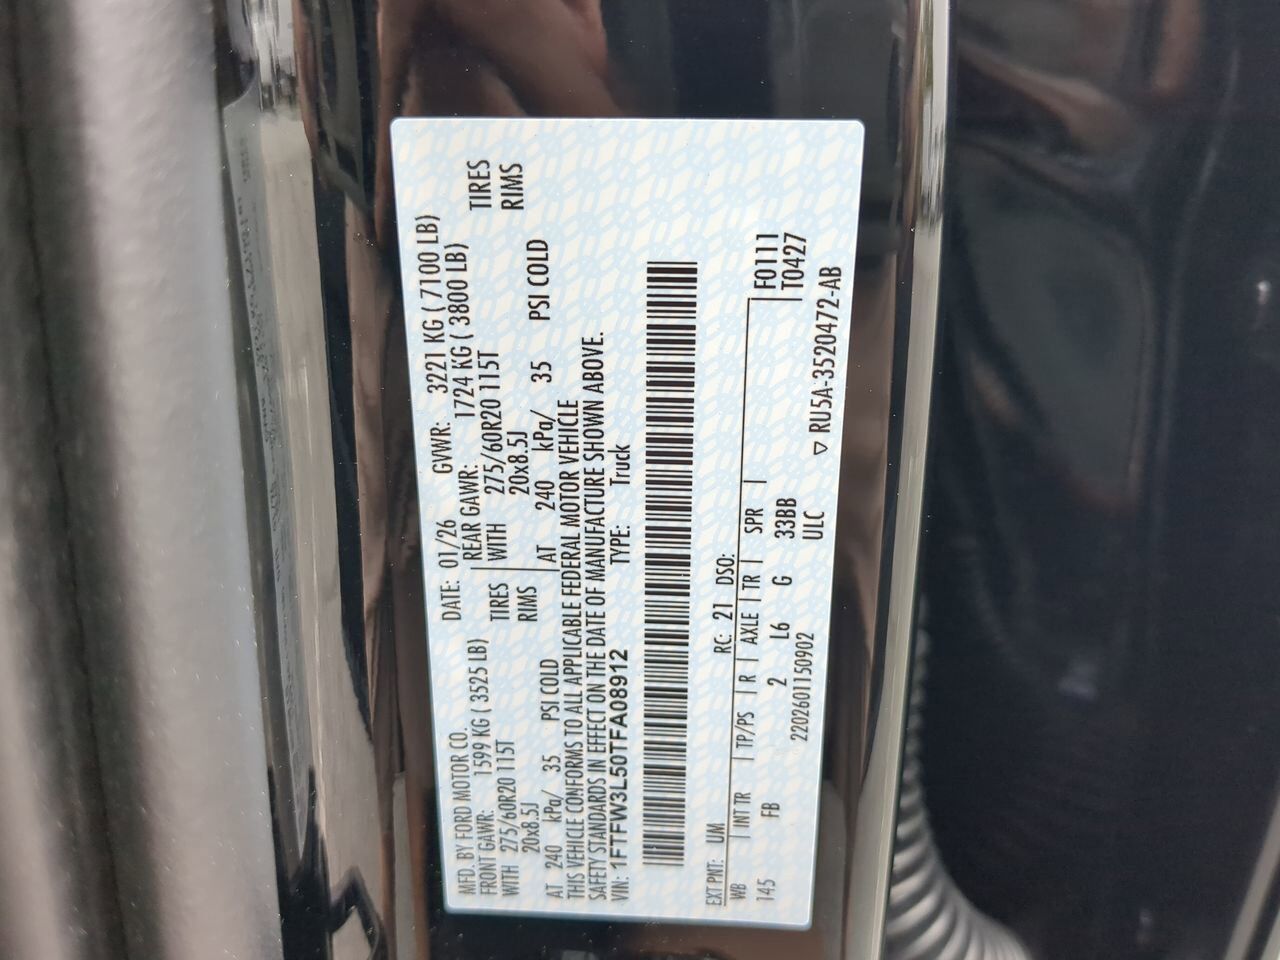 MFD. BY FORD MOTOR CO.
DATE: 01/26 GVWR: 3221 KG ( 7100 LB)
FRONT GAWR: 1599 KG ( 3525 LB)
REAR GAWR: 1724 KG ( 3800 LB)
WITH 275/60R20 115T TIRES
20x8.5J RIMS
AT 240 kPa/ 35 PSI COLD
WITH 275/60R20 115T TIRES
20x8.5J RIMS
AT 240 kPa/ 35 PSI COLD
THIS VEHICLE CONFORMS TO ALL APPLICABLE FEDERAL MOTOR VEHICLE
SAFETY STANDARDS IN EFFECT ON THE DATE OF MANUFACTURE SHOWN ABOVE.
VIN: 1FTFW3L50TFA08912 TYPE: Truck
EXT PNT: UM RC: 21 DSO:
WB INT TR TP/PS R AXLE TR SPR F0111
145 FB 2 L6 G 33BB T0427
2202601150902 ULC
▽ RU5A-3520472-AB